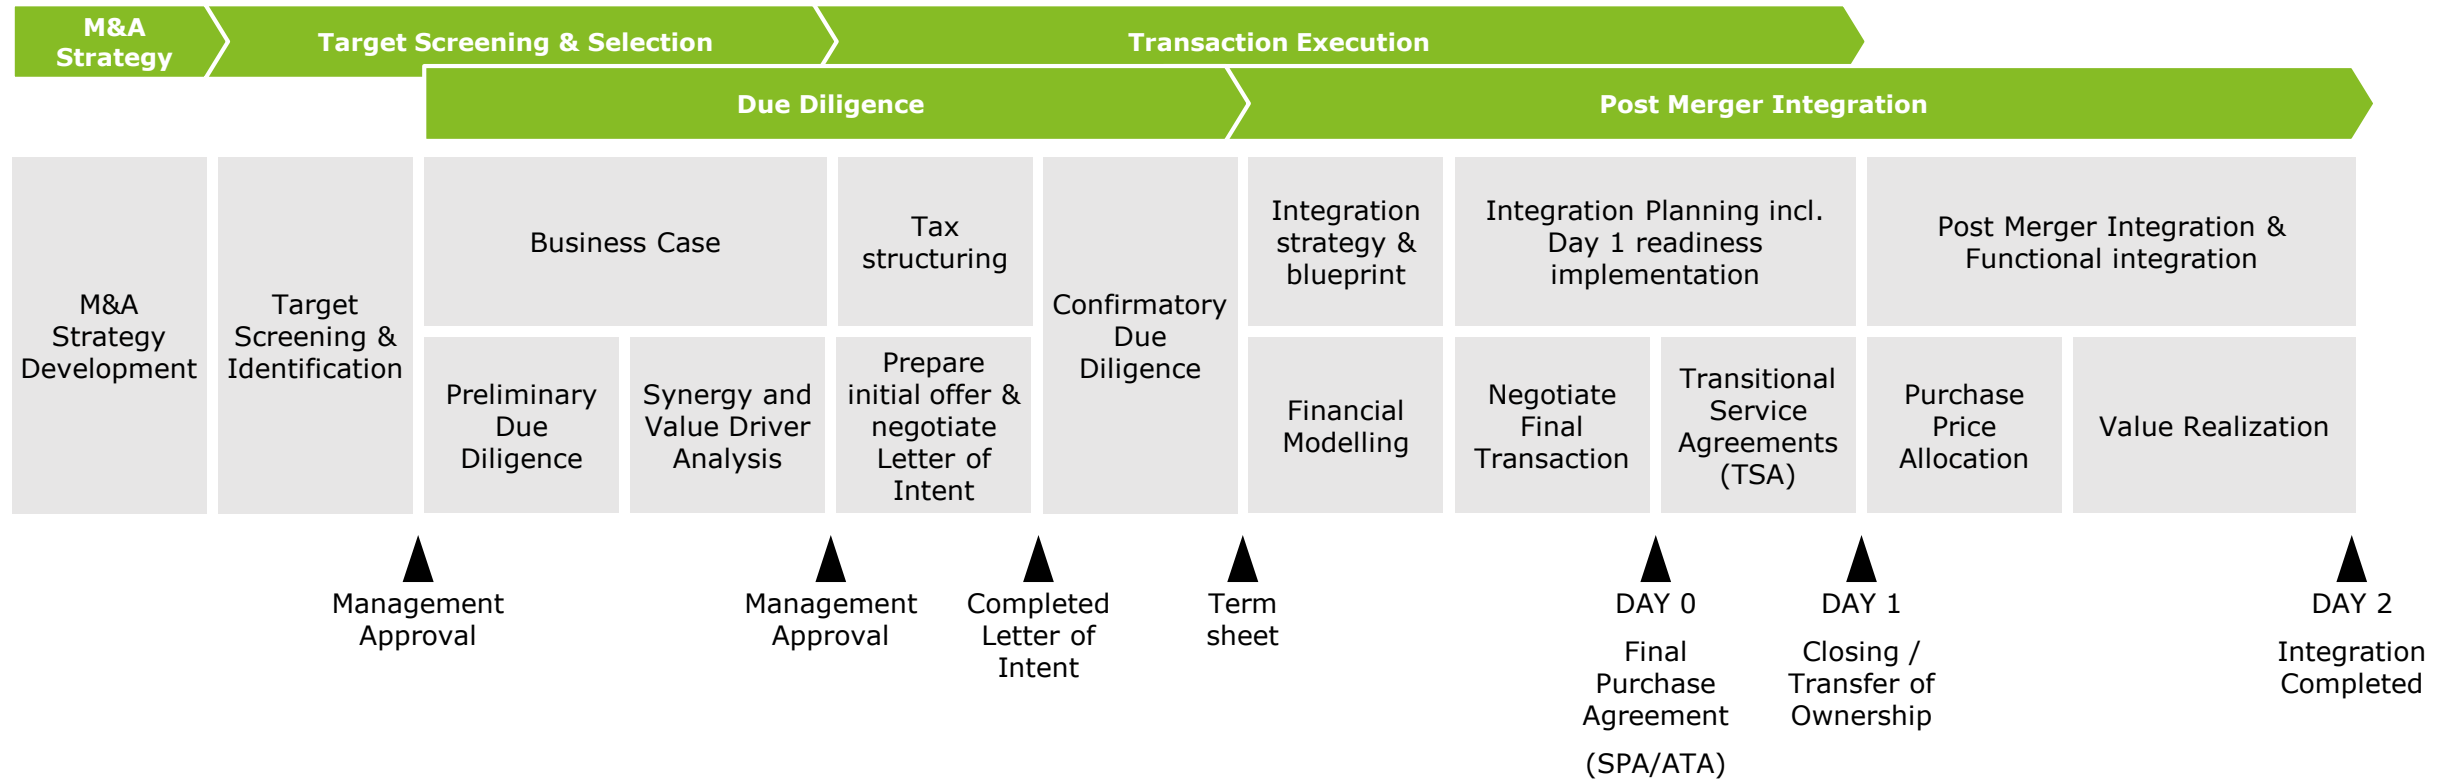 M&A
Strategy
Target Screening & Selection
Transaction Execution
Due Diligence
Post Merger Integration
M&A
Strategy
Development
Target
Screening &
Identification
Business Case
Preliminary
Due
Diligence
Synergy and
Value Driver
Analysis
Tax
structuring
Prepare
initial offer &
negotiate
Letter of
Intent
Confirmatory
Due
Diligence
Integration
strategy &
blueprint
Financial
Modelling
Integration Planning incl.
Day 1 readiness
implementation
Negotiate
Final
Transaction
Transitional
Service
Agreements
(TSA)
Post Merger Integration &
Functional integration
Purchase
Price
Allocation
Value Realization
Management
Approval
Management
Approval
Completed
Letter of
Intent
Term
sheet
DAY 0
Final
Purchase
Agreement
(SPA/ATA)
DAY 1
Closing /
Transfer of
Ownership
DAY 2
Integration
Completed